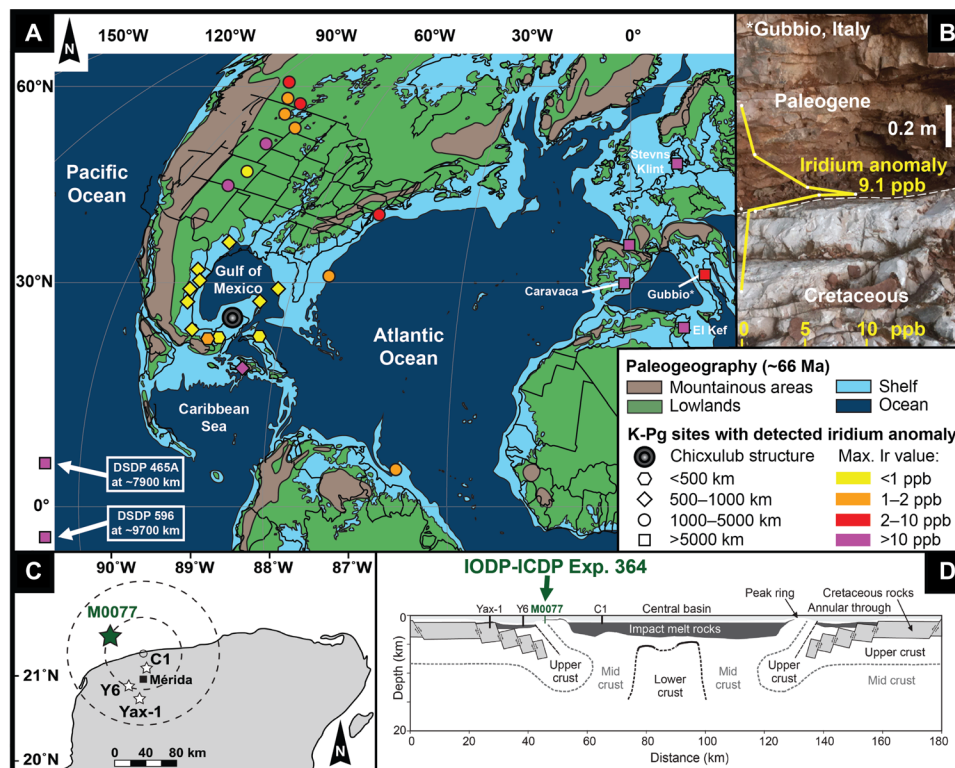 A
N
150°W
120°W
90°W
60°W
30°W
0°
60°N
30°N
0°
Pacific
Ocean
Gulf of
Mexico
Atlantic
Ocean
Caribbean
Sea
Stevns
Klint
Caravaca
Gubbio*
El Kef
DSDP 465A
at ~7900 km
DSDP 596
at ~9700 km
B
*Gubbio, Italy
Paleogene
0.2 m
Iridium anomaly
9.1 ppb
Cretaceous
0 5 10 ppb
Paleogeography (~66 Ma)
Mountainous areas
Shelf
Lowlands
Ocean
K-Pg sites with detected iridium anomaly
Chicxulub structure
Max. Ir value:
<500 km
<1 ppb
500–1000 km
1–2 ppb
1000–5000 km
2–10 ppb
>5000 km
>10 ppb
C
90°W
89°W
88°W
87°W
M0077
C1
Mérida
Y6
Yax-1
21°N
20°N
0 40 80 km
N
D
IODP-ICDP Exp. 364
Yax-1
Y6
M0077
C1
Central basin
Peak ring
Cretaceous rocks
Annular through
Impact melt rocks
Upper
crust
Mid
crust
Lower
crust
Mid
crust
Upper
crust
Upper crust
Mid crust
Depth (km)
0
10
20
0 20 40 60 80 100 120 140 160 180
Distance (km)